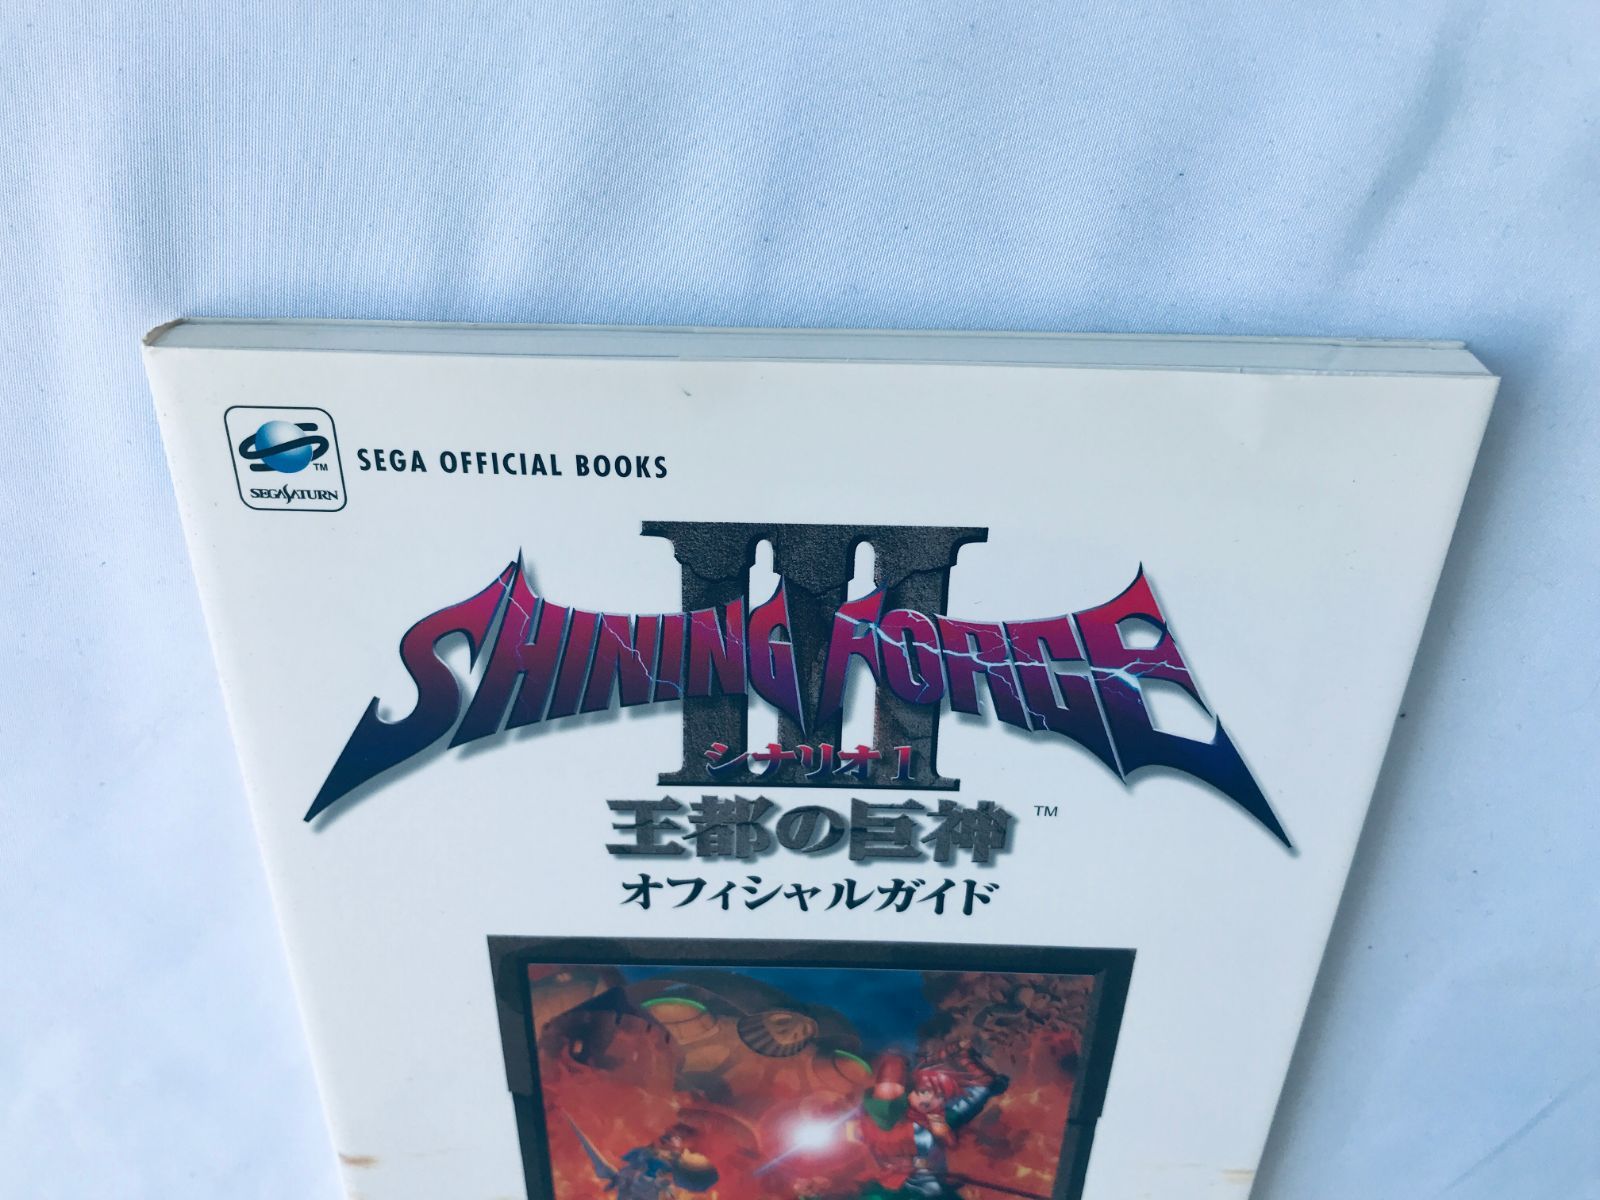 TM
SEGA SATURN
SEGA OFFICIAL BOOKS
III
SHINING FORCE
シナリオ1
王都の巨神 TM
オフィシャルガイド